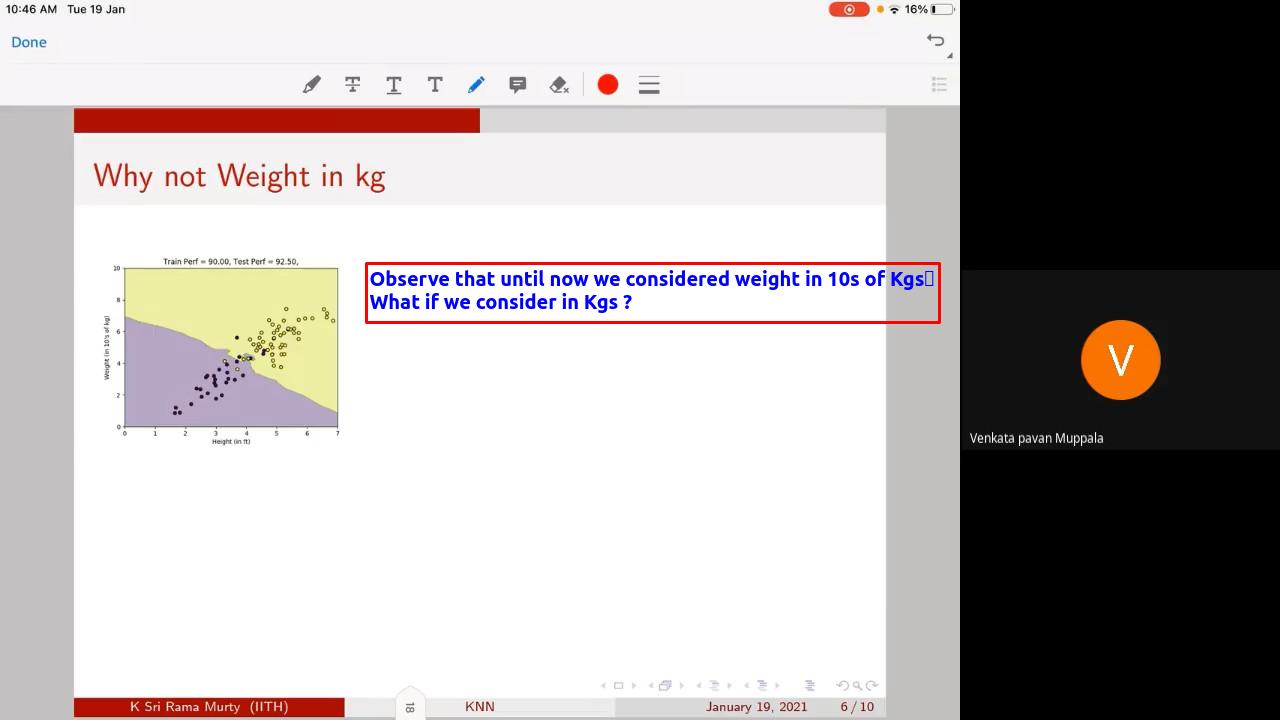 10:46 AM Tue 19 Jan
16%
Done
Why not Weight in kg
Train Perf = 90.00, Test Perf = 92.50,
Observe that until now we considered weight in 10s of Kgs
What if we consider in Kgs ?
10
8
6
4
2
0
Weight (in 10's of kg)
0 1 2 3 4 5 6 7
Height (in ft)
V
Venkata pavan Muppala
K Sri Rama Murty (IITH)
18
KNN
January 19, 2021
6 / 10